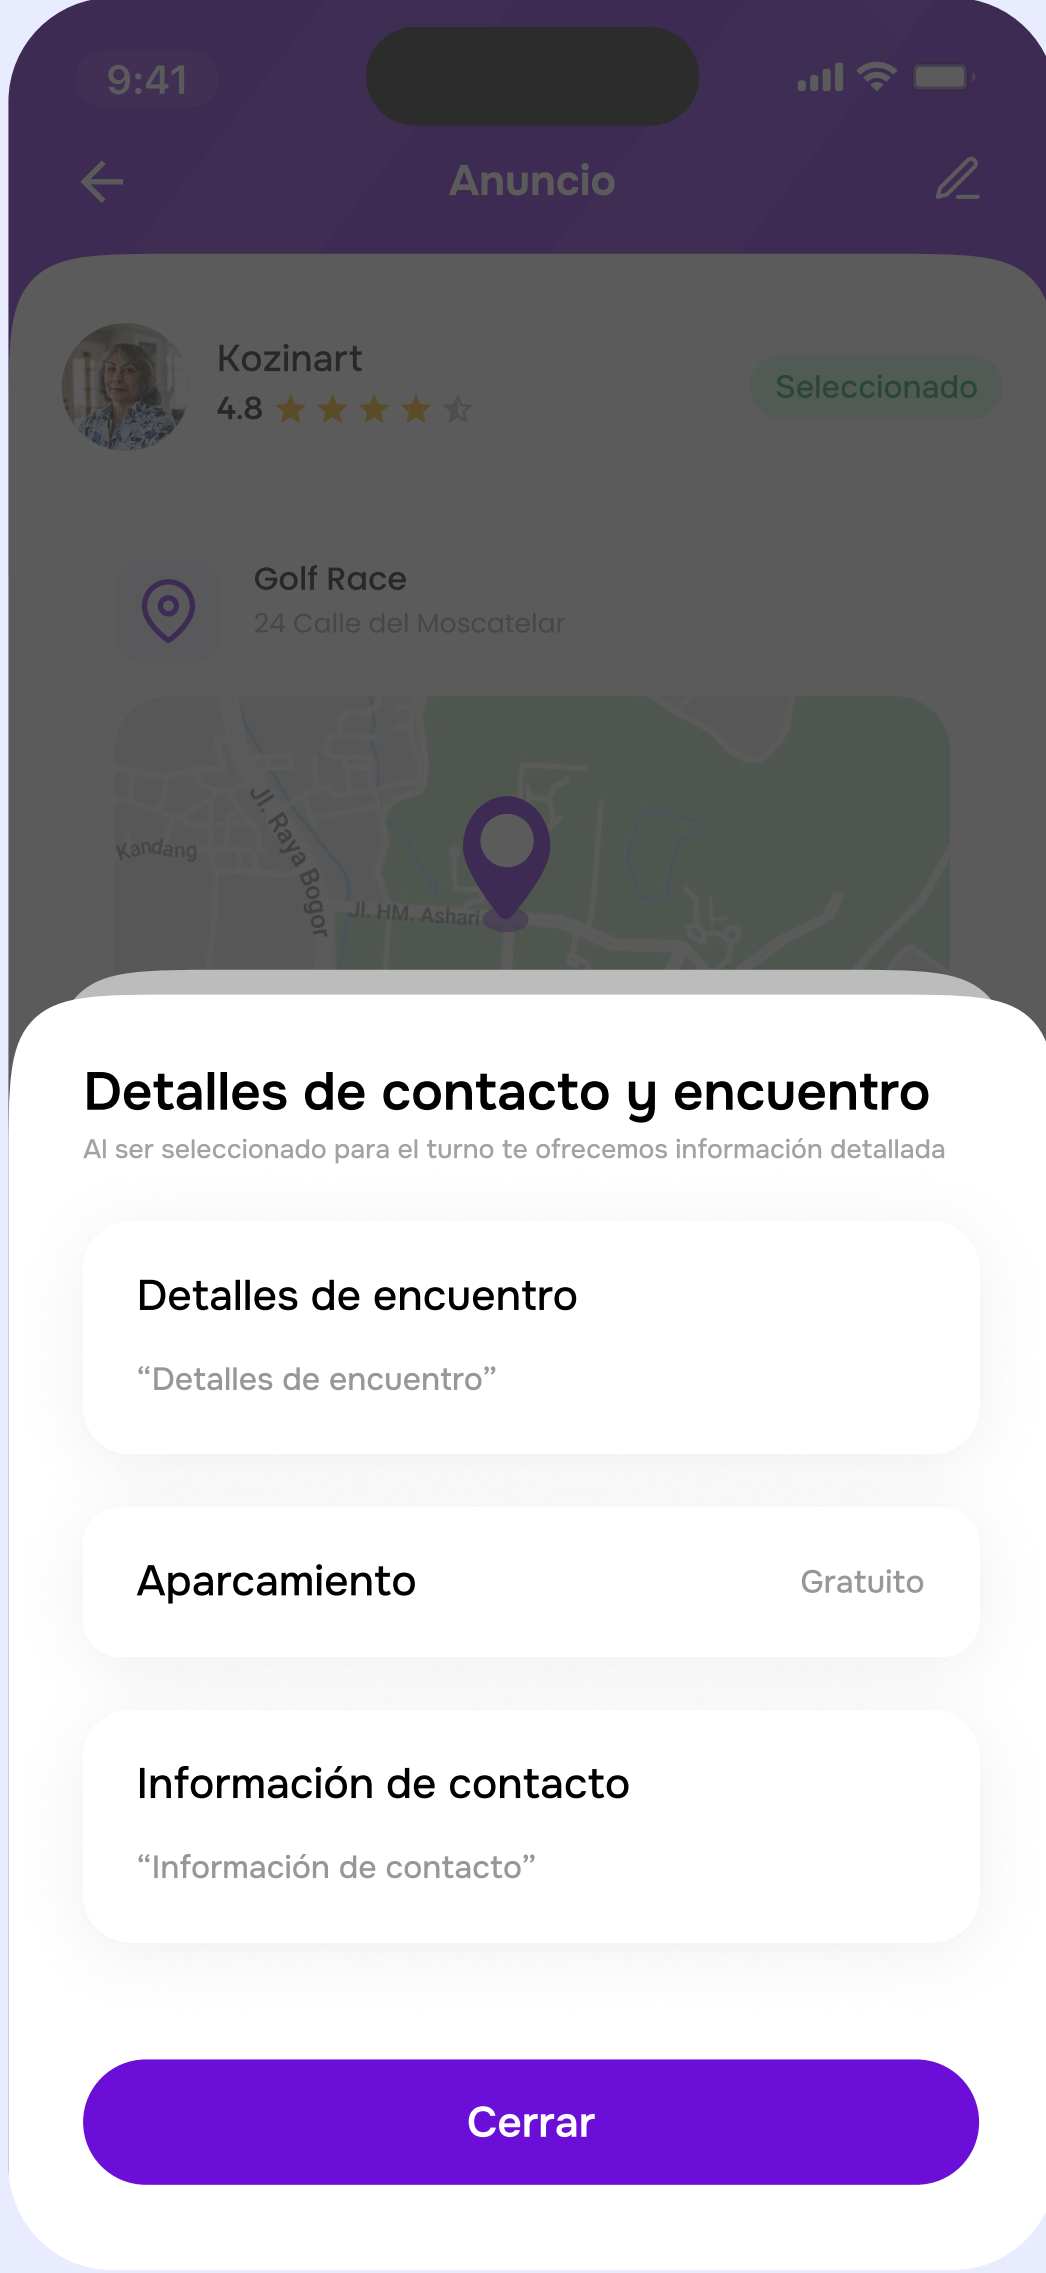 9:41
Anuncio
Kozinart
4.8
Seleccionado
Golf Race
24 Calle del Moscatelar
Jl. Raya Bogor
Kandang
Jl. HM. Ashari
Detalles de contacto y encuentro
Al ser seleccionado para el turno te ofrecemos información detallada
Detalles de encuentro
“Detalles de encuentro”
Aparcamiento
Gratuito
Información de contacto
“Información de contacto”
Cerrar